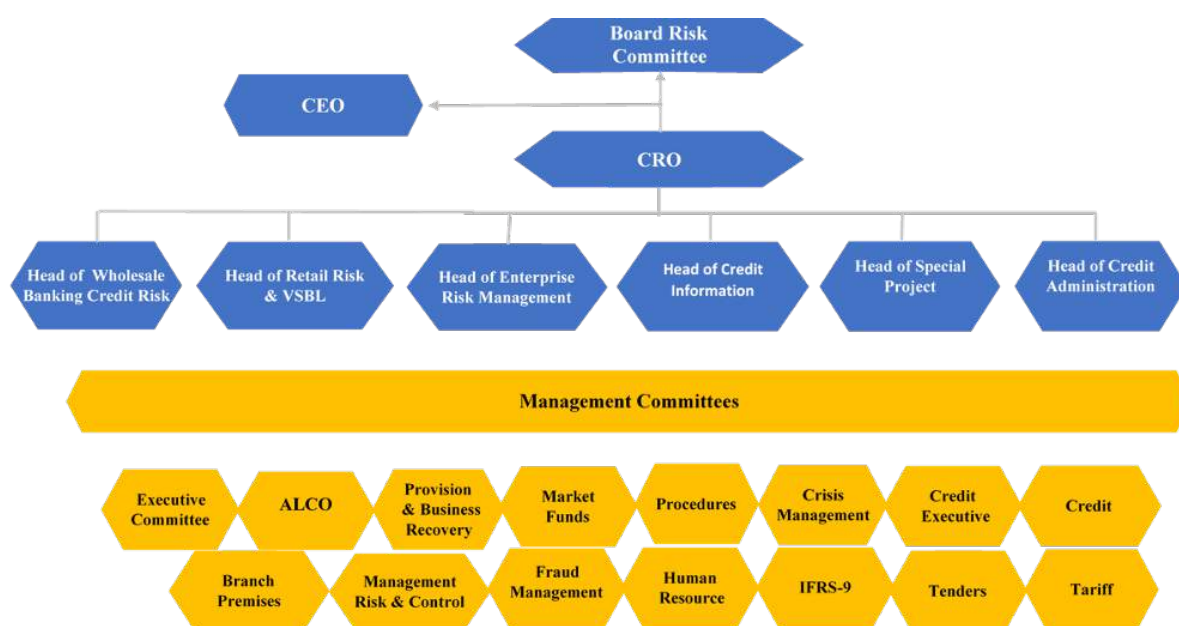 Board Risk
Committee
CEO
CRO
Head of Wholesale
Banking Credit Risk
Head of Retail Risk
& VSBL
Head of Enterprise
Risk Management
Head of Credit
Information
Head of Special
Project
Head of Credit
Administration
Management Committees
Executive
Committee
ALCO
Provision
& Business
Recovery
Market
Funds
Procedures
Crisis
Management
Credit
Executive
Credit
Branch
Premises
Management
Risk & Control
Fraud
Management
Human
Resource
IFRS-9
Tenders
Tariff